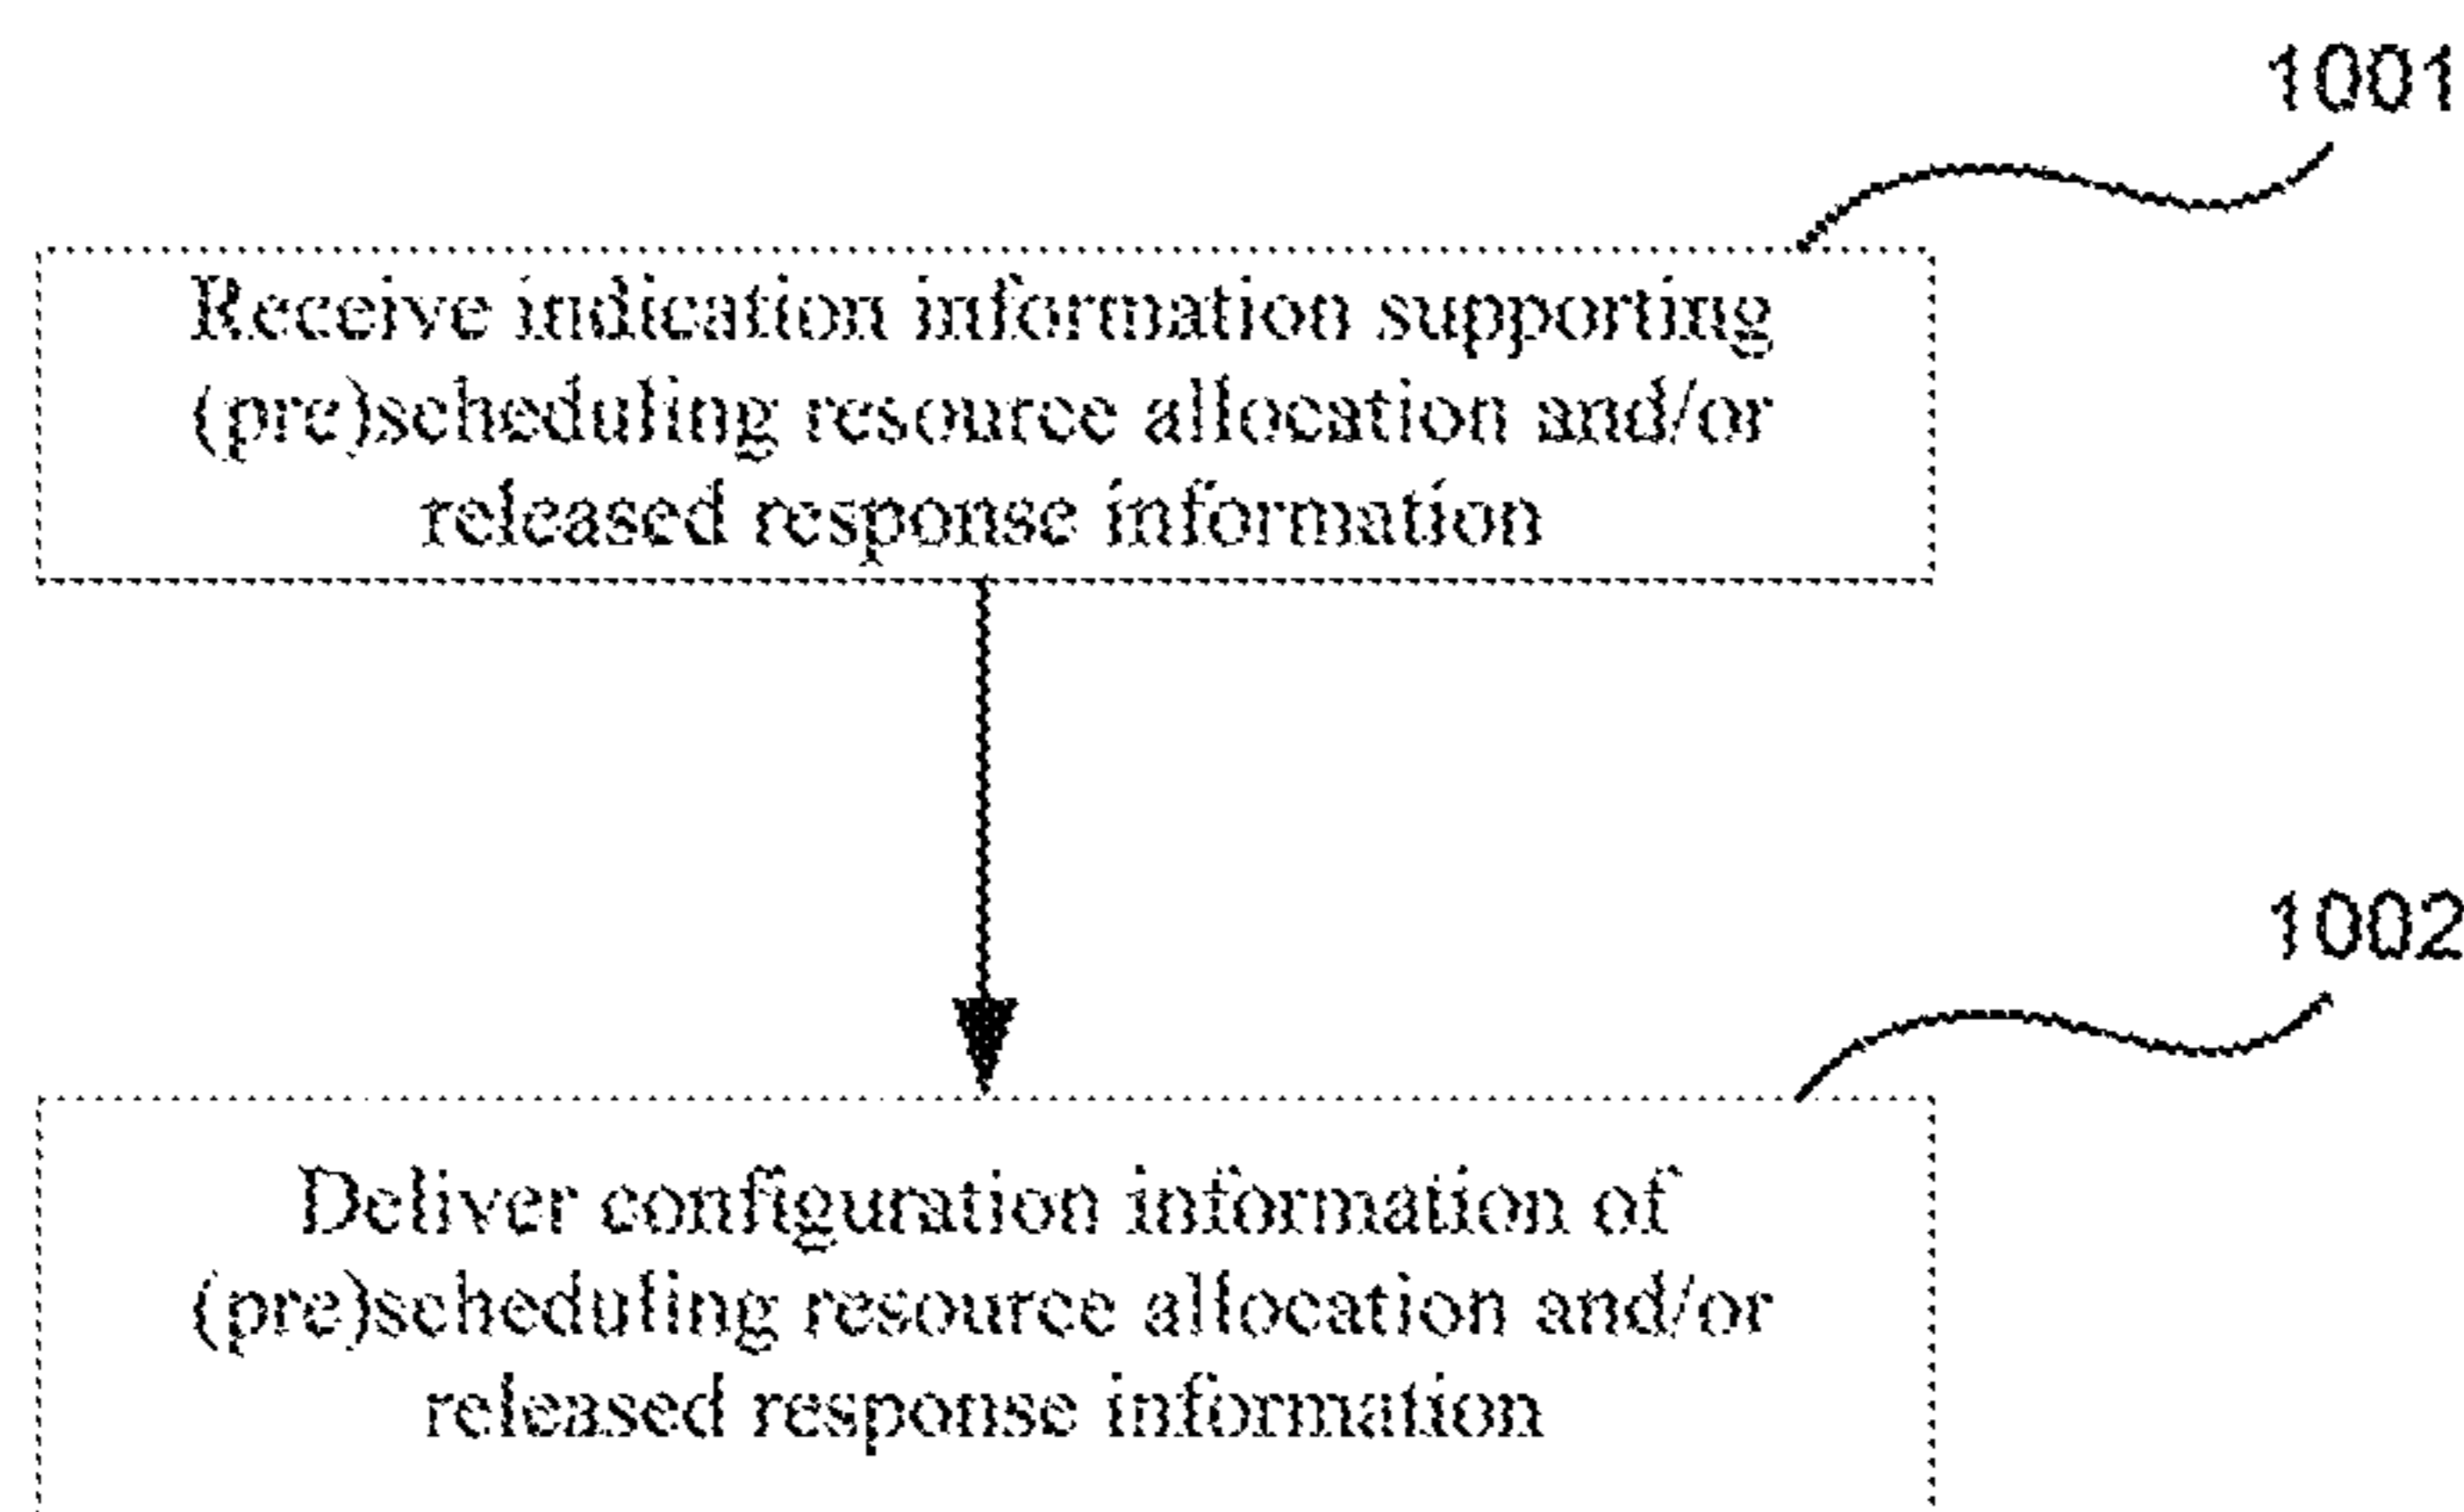 1001
Receive indication information supporting
(pre)scheduling resource allocation and/or
released response information
1002
Deliver configuration information of
(pre)scheduling resource allocation and/or
released response information